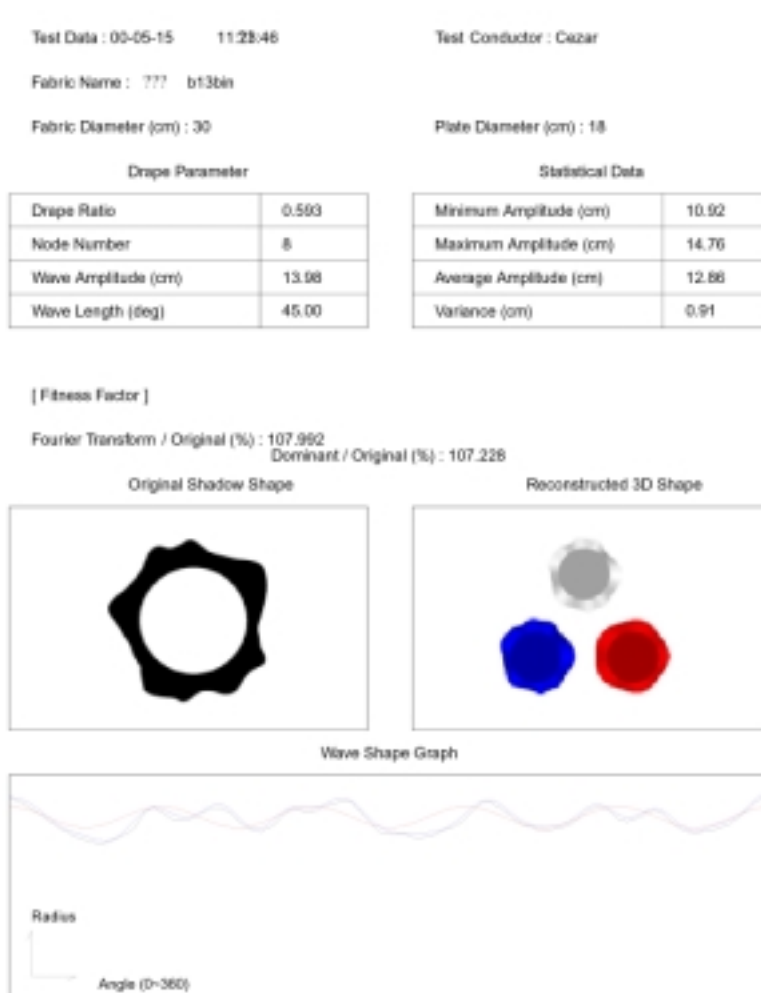 Test Data : 00-05-15 Test Conductor : Cezar
Fabric Name : ??? b13bin
Fabric Diameter (cm) : 30 Plate Diameter (cm) : 18
Drape Parameter Statistical Data
Drape Ratio 0.593 Minimum Amplitude (cm) 10.92
Node Number 8 Maximum Amplitude (cm) 14.76
Wave Amplitude (cm) 13.98 Average Amplitude (cm) 12.86
Wave Length (deg) 45.00 Variance (cm) 0.91
[ Fitness Factor ]
Fourier Transform / Original (%) : 107.992
Dominant / Original (%) : 107.228
Original Shadow Shape Reconstructed 3D Shape
Wave Shape Graph
Radius
Angle (0~360)